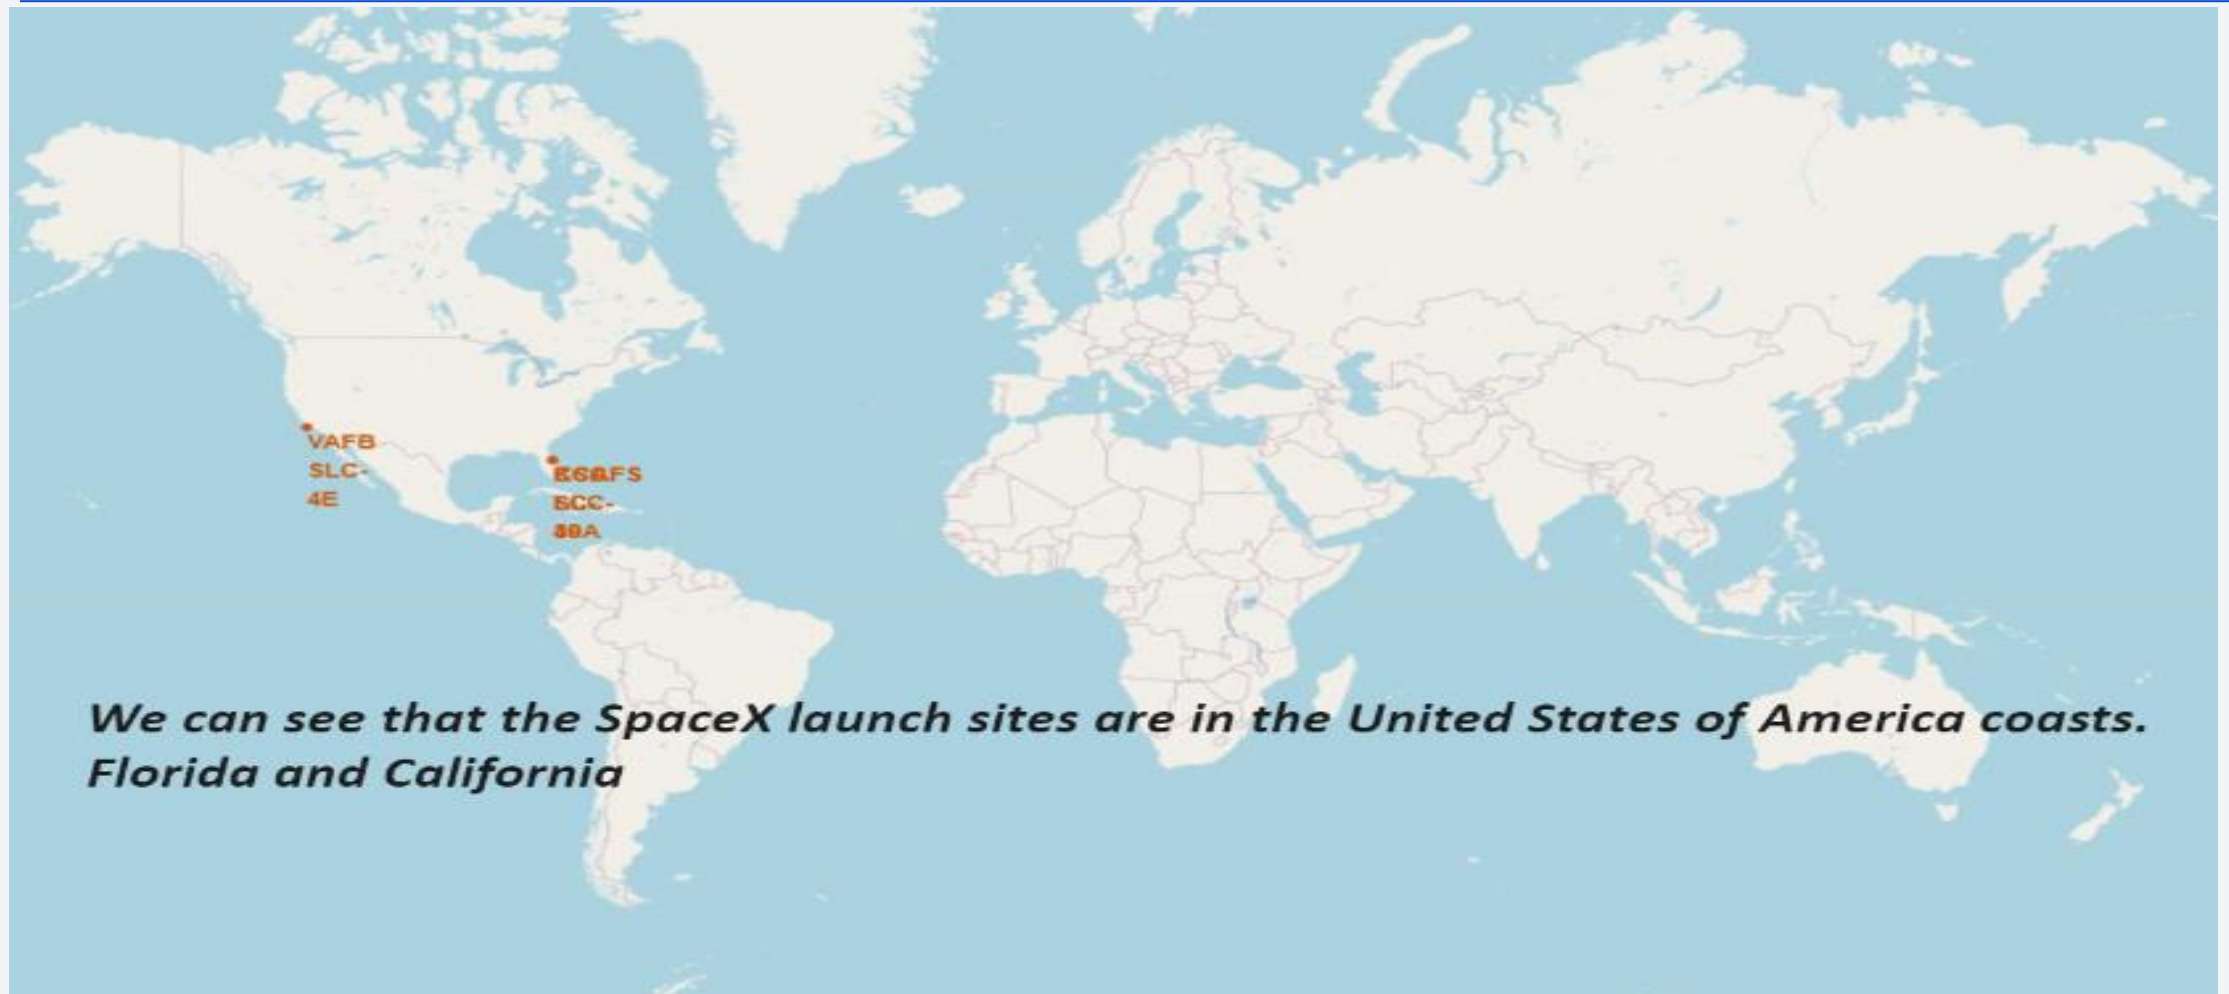 VAFB
SLC-
4E
We can see that the SpaceX launch sites are in the United States of America coasts.
Florida and California